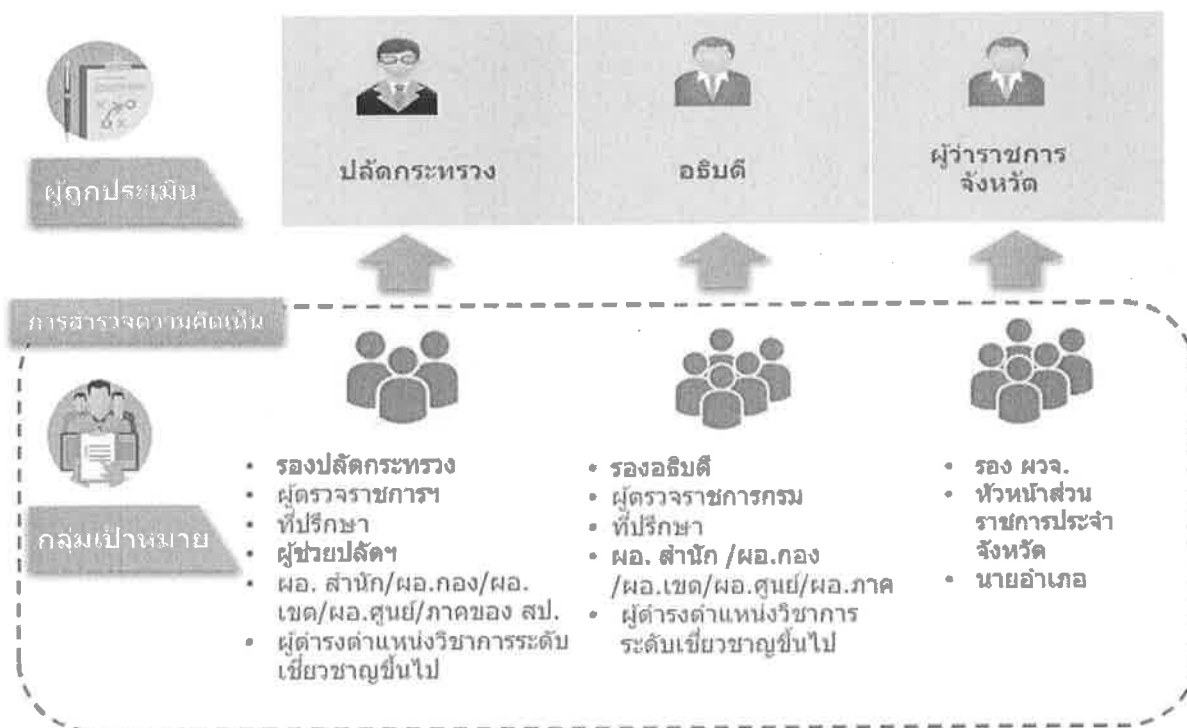 ผู้ถูกประเมิน
ปลัดกระทรวง
อธิบดี
ผู้ว่าราชการ
จังหวัด
การสำรวจความคิดเห็น
กลุ่มเป้าหมาย
• รองปลัดกระทรวง
• ผู้ตรวจราชการฯ
• ที่ปรึกษา
• ผู้ช่วยปลัดฯ
• ผอ. สำนัก/ผอ.กอง/ผอ.
เขต/ผอ.ศูนย์/ภาคของ สป.
• ผู้ดำรงตำแหน่งวิชาการระดับ
เชี่ยวชาญขึ้นไป
• รองอธิบดี
• ผู้ตรวจราชการกรม
• ที่ปรึกษา
• ผอ. สำนัก /ผอ.กอง
/ผอ.เขต/ผอ.ศูนย์/ผอ.ภาค
• ผู้ดำรงตำแหน่งวิชาการ
ระดับเชี่ยวชาญขึ้นไป
• รอง ผวจ.
• หัวหน้าส่วน
ราชการประจำ
จังหวัด
• นายอำเภอ